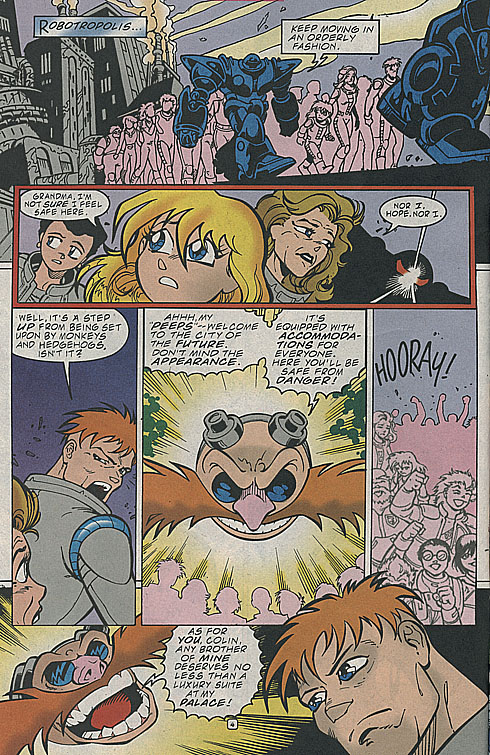 ROBOTROPOLIS...
KEEP MOVING IN
AN ORDERLY
FASHION.
GRANDMA, I'M
NOT SURE I FEEL
SAFE HERE.
NOR I,
HOPE, NOR I.
WELL, IT'S A STEP
UP FROM BEING SET
UPON BY MONKEYS
AND HEDGEHOGS,
ISN'T IT?
AHHH, MY
"PEEPS"--WELCOME
TO THE CITY OF
THE FUTURE.
DON'T MIND THE
APPEARANCE.
IT'S
EQUIPPED WITH
ACCOMMODA-
TIONS FOR
EVERYONE.
HERE YOU'LL BE
SAFE FROM
DANGER!
HOORAY!
AS FOR
YOU, COLIN,
ANY BROTHER
OF MINE
DESERVES NO
LESS THAN A
LUXURY SUITE
AT MY
PALACE!
4